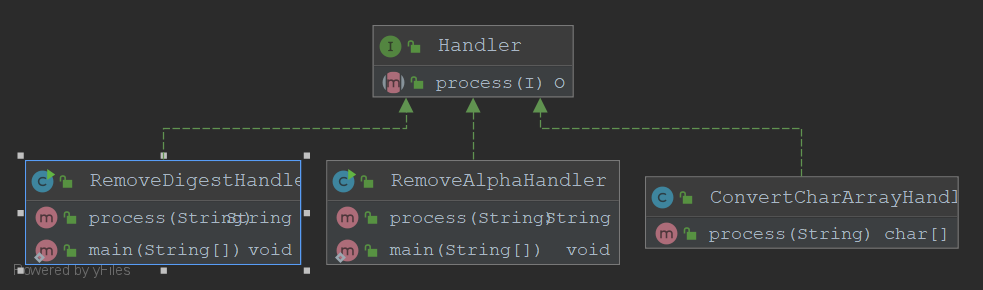 I Handler
m process(I) O
C RemoveDigestHandle
m process(String) String
m main(String[]) void
C RemoveAlphaHandler
m process(String) String
m main(String[]) void
C ConvertCharArrayHandl
m process(String) char[]
Powered by yFiles